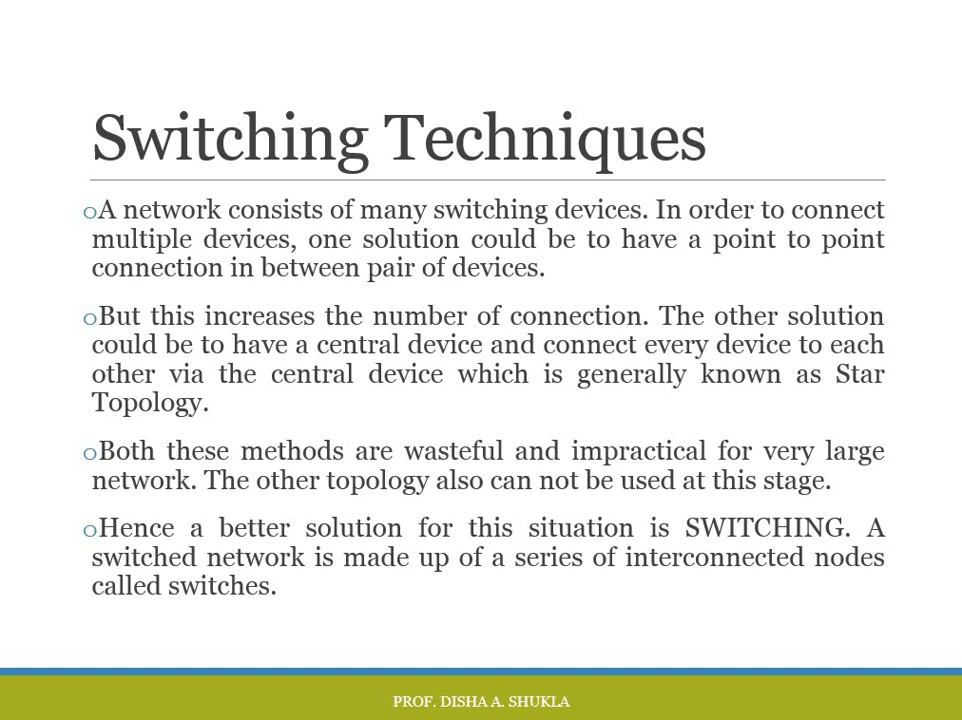 Switching Techniques
oA network consists of many switching devices. In order to connect
multiple devices, one solution could be to have a point to point
connection in between pair of devices.
oBut this increases the number of connection. The other solution
could be to have a central device and connect every device to each
other via the central device which is generally known as Star
Topology.
oBoth these methods are wasteful and impractical for very large
network. The other topology also can not be used at this stage.
oHence a better solution for this situation is SWITCHING. A
switched network is made up of a series of interconnected nodes
called switches.
PROF. DISHA A. SHUKLA